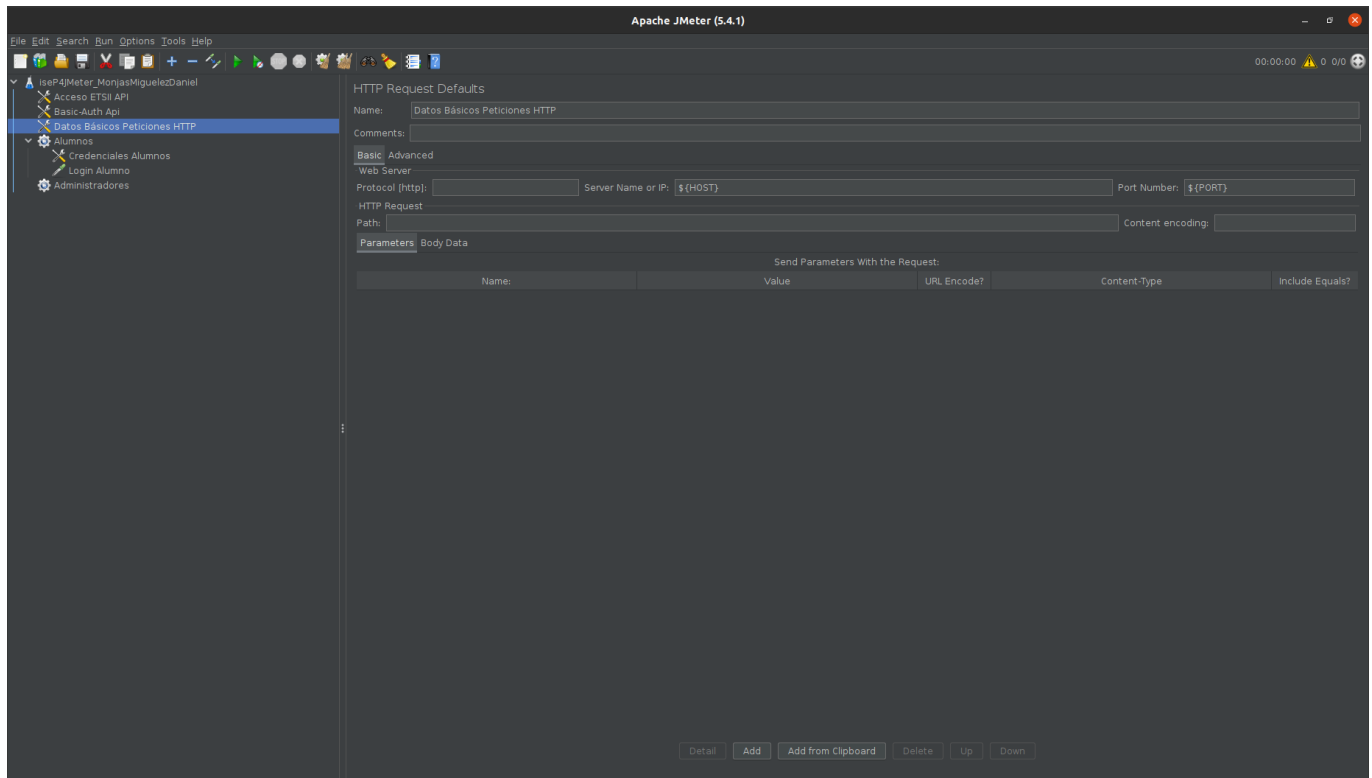 Apache JMeter (5.4.1)
File Edit Search Run Options Tools Help
00:00:00 0 0/0
iseP4JMeter_MonjasMiguelezDaniel
Acceso ETSII API
Basic-Auth Api
Datos Básicos Peticiones HTTP
Alumnos
Credenciales Alumnos
Login Alumno
Administradores
HTTP Request Defaults
Name: Datos Básicos Peticiones HTTP
Comments:
Basic Advanced
Web Server
Protocol [http]: Server Name or IP: ${HOST} Port Number: ${PORT}
HTTP Request
Path: Content encoding:
Parameters Body Data
Send Parameters With the Request:
Name: Value URL Encode? Content-Type Include Equals?
Detail Add Add from Clipboard Delete Up Down